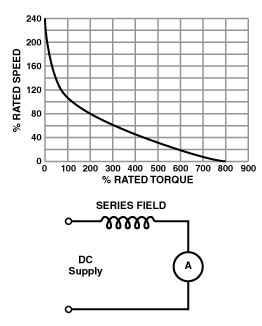 240
200
160
120
80
40
0
% RATED SPEED
0 100 200 300 400 500 600 700 800 900
% RATED TORQUE
SERIES FIELD
DC
Supply
A